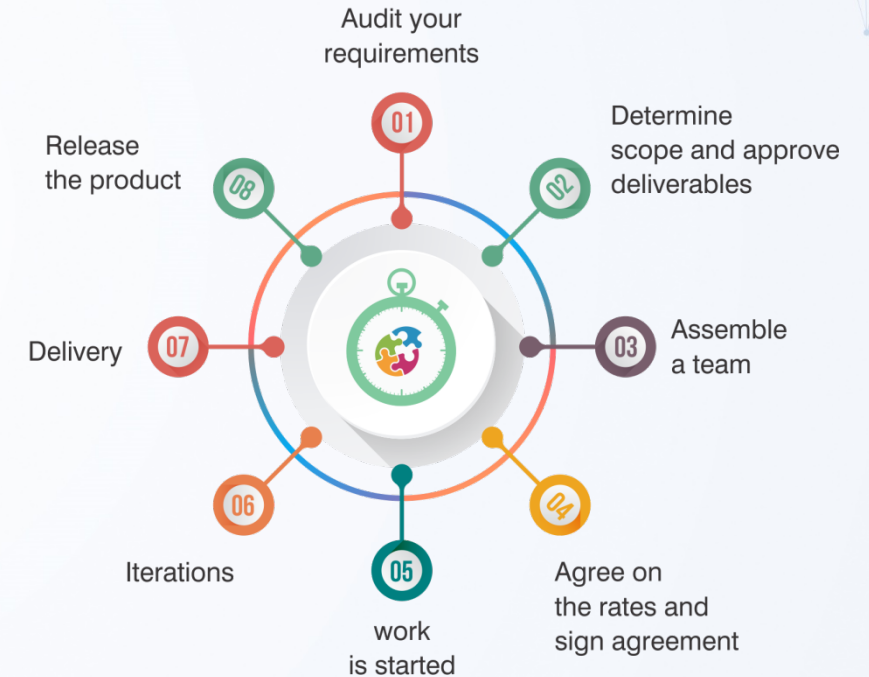 Audit your
requirements
01
Determine
scope and approve
deliverables
02
Assemble
a team
03
Agree on
the rates and
sign agreement
04
work
is started
05
Iterations
06
Delivery
07
Release
the product
08